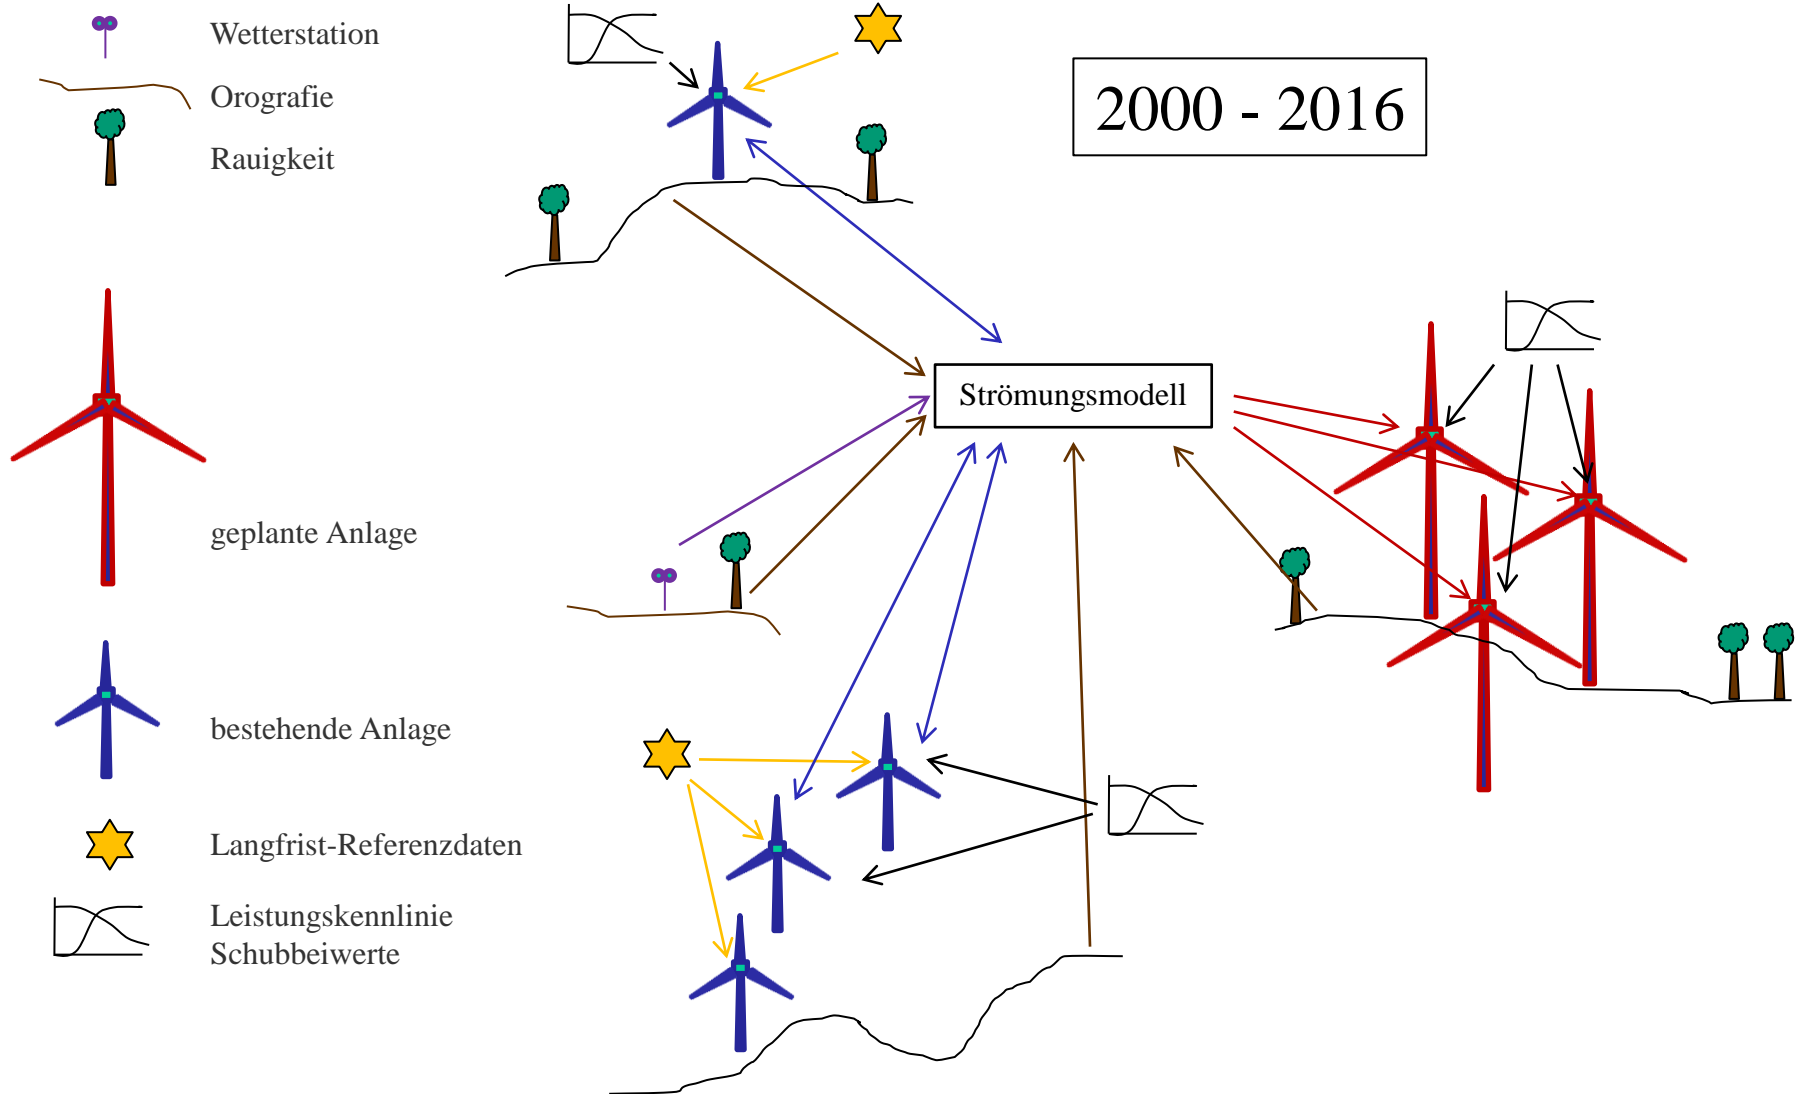 Wetterstation
Orografie
Rauigkeit
2000 - 2016
Strömungsmodell
geplante Anlage
bestehende Anlage
Langfrist-Referenzdaten
Leistungskennlinie
Schubbeiwerte